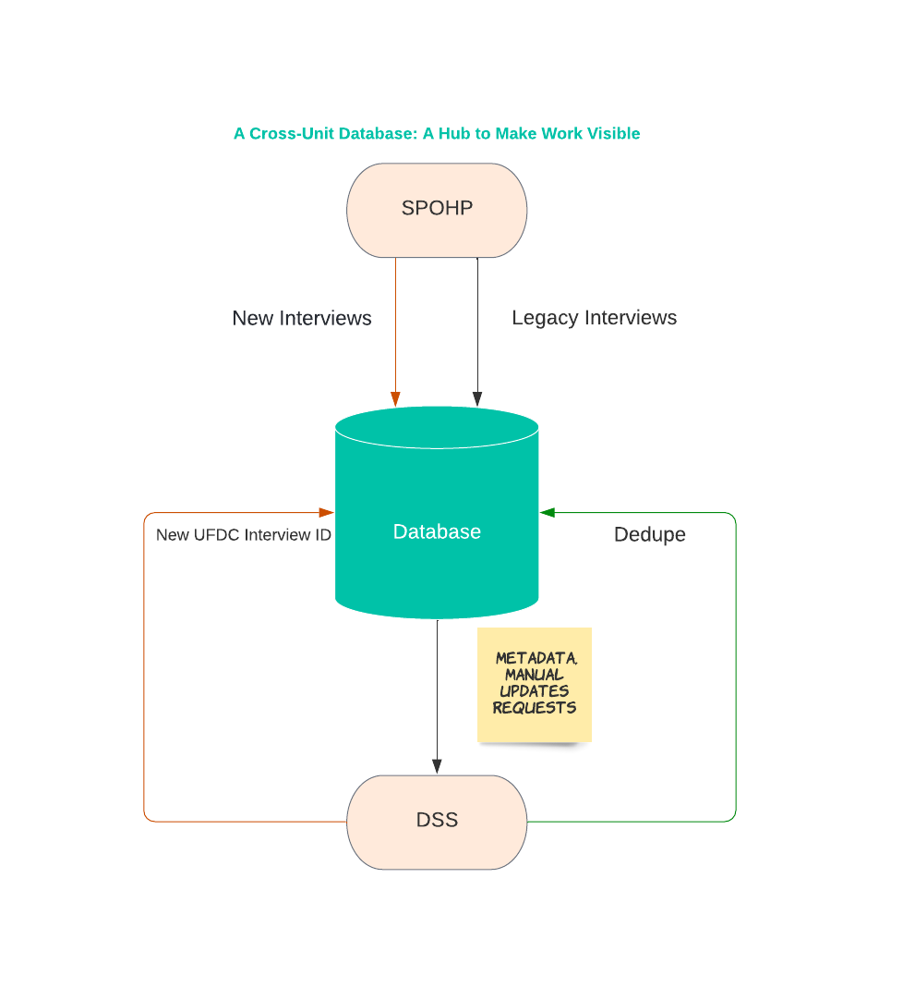 A Cross-Unit Database: A Hub to Make Work Visible
SPOHP
New Interviews
Legacy Interviews
Database
New UFDC Interview ID
Dedupe
METADATA,
MANUAL
UPDATES
REQUESTS
DSS